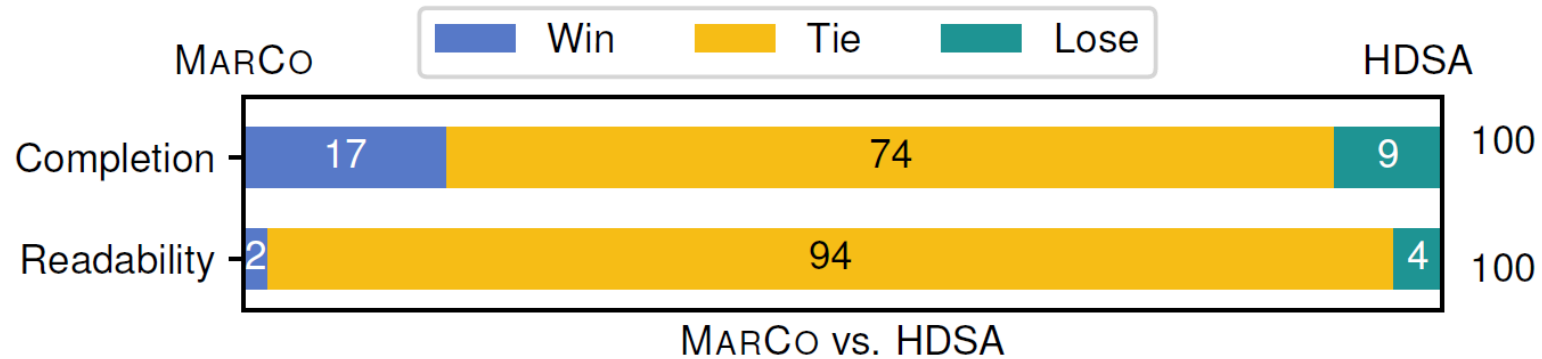 Win Tie Lose
MARCO HDSA
Completion 17 74 9 100
Readability 2 94 4 100
MARCO vs. HDSA